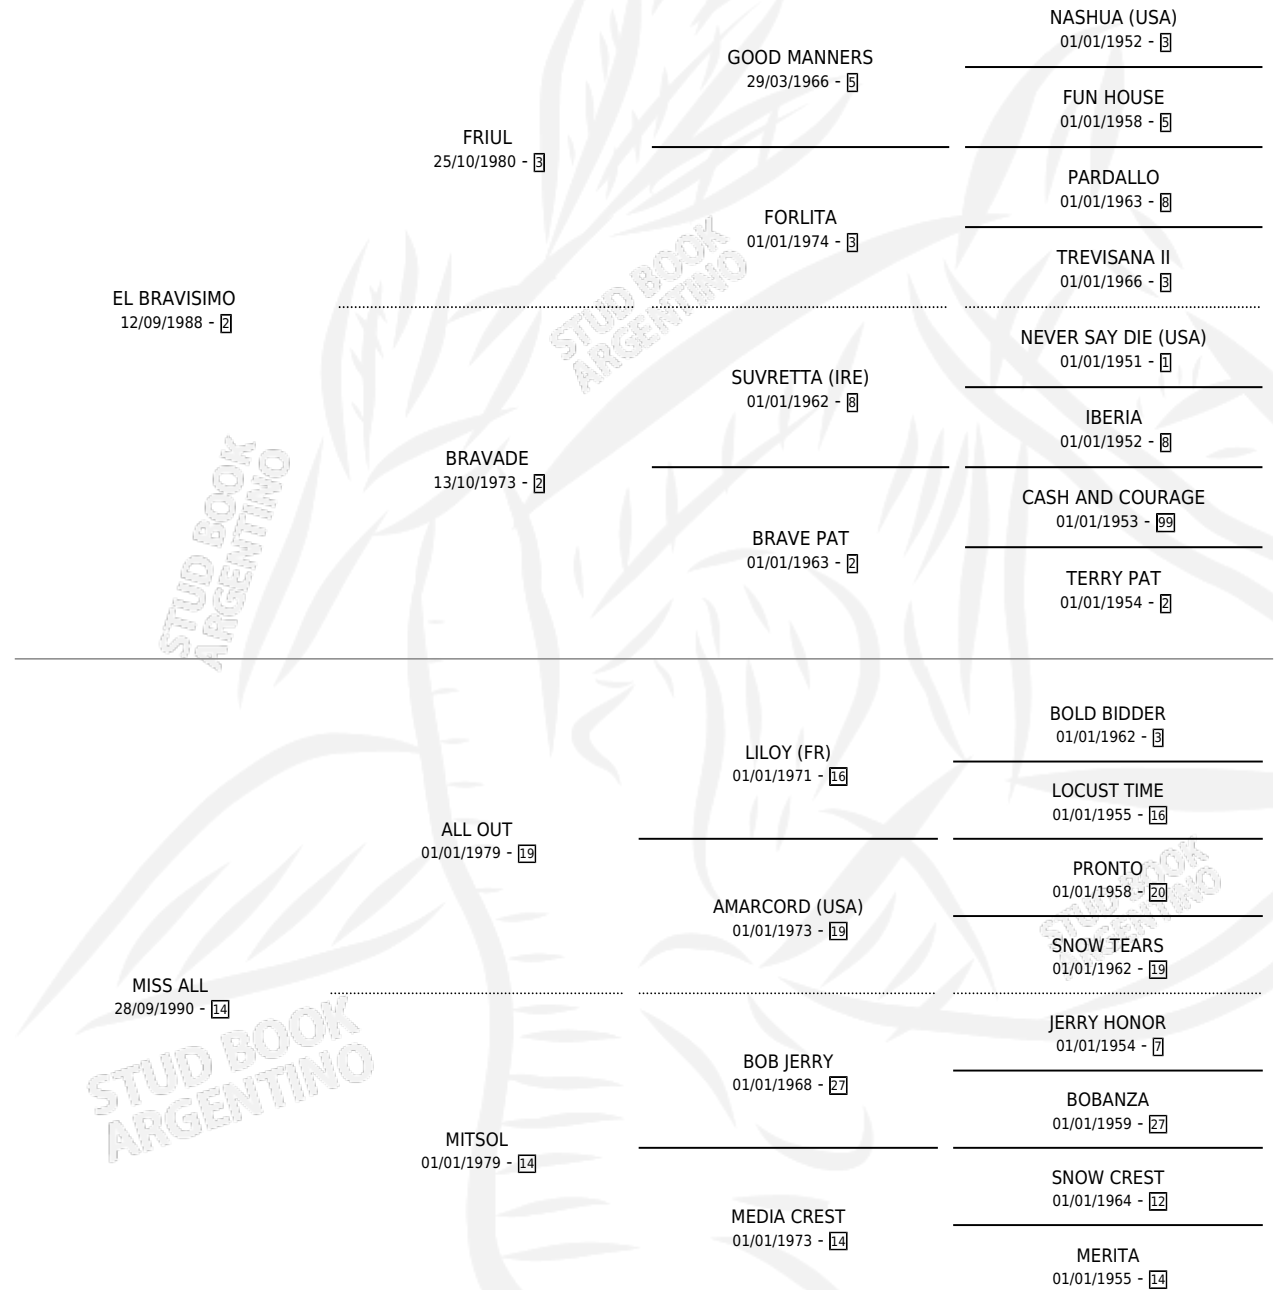 NASHUA (USA)
01/01/1952 - 3
GOOD MANNERS
29/03/1966 - 5
FUN HOUSE
01/01/1958 - 5
FRIUL
25/10/1980 - 3
PARDALLO
01/01/1963 - 8
FORLITA
01/01/1974 - 3
TREVISANA II
01/01/1966 - 3
STUD BOOK
ARGENTINO
EL BRAVISIMO
12/09/1988 - 2
NEVER SAY DIE (USA)
01/01/1951 - 1
SUVRETTA (IRE)
01/01/1962 - 8
IBERIA
01/01/1952 - 8
BRAVADE
13/10/1973 - 2
CASH AND COURAGE
01/01/1953 - 99
BRAVE PAT
01/01/1963 - 2
TERRY PAT
01/01/1954 - 2
STUD BOOK
ARGENTINO
BOLD BIDDER
01/01/1962 - 3
LILOY (FR)
01/01/1971 - 16
LOCUST TIME
01/01/1955 - 16
ALL OUT
01/01/1979 - 19
PRONTO
01/01/1958 - 20
AMARCORD (USA)
01/01/1973 - 19
STUD BOOK
ARGENTINO
SNOW TEARS
01/01/1962 - 19
MISS ALL
28/09/1990 - 14
STUD BOOK
ARGENTINO
JERRY HONOR
01/01/1954 - 7
BOB JERRY
01/01/1968 - 27
BOBANZA
01/01/1959 - 27
MITSOL
01/01/1979 - 14
SNOW CREST
01/01/1964 - 12
MEDIA CREST
01/01/1973 - 14
MERITA
01/01/1955 - 14